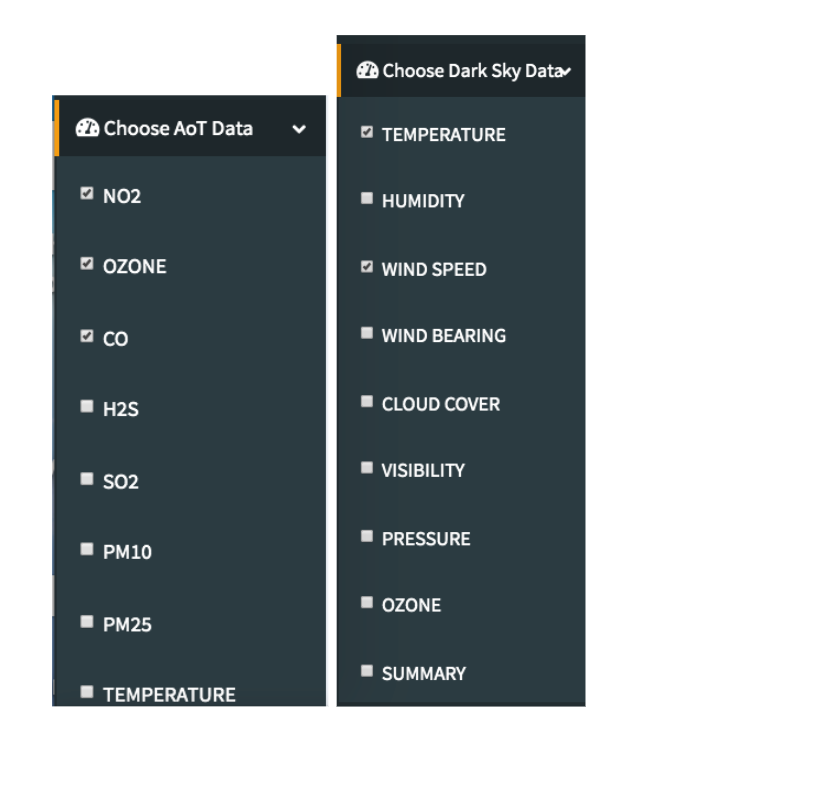 Choose AoT Data
NO2
OZONE
CO
H2S
SO2
PM10
PM25
TEMPERATURE
Choose Dark Sky Data
TEMPERATURE
HUMIDITY
WIND SPEED
WIND BEARING
CLOUD COVER
VISIBILITY
PRESSURE
OZONE
SUMMARY